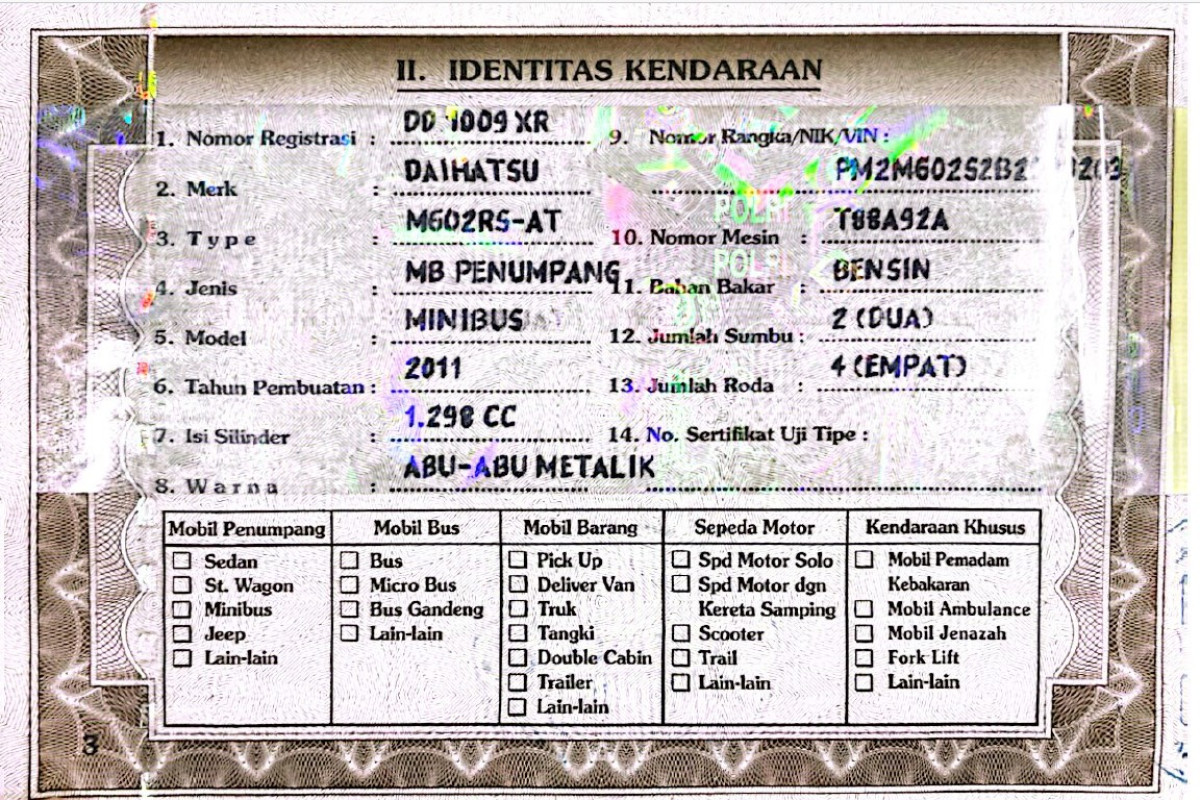 II. IDENTITAS KENDARAAN
1. Nomor Registrasi : DD 1009 XR
2. Merk : DAIHATSU
3. Type : M602RS-AT
4. Jenis : MB PENUMPANG
5. Model : MINIBUS
6. Tahun Pembuatan : 2011
7. Isi Silinder : 1.298 CC
8. Warna : ABU-ABU METALIK
9. Nomor Rangka/NIK/VIN :
10. Nomor Mesin : T88A92A
11. Bahan Bakar : BENSIN
12. Jumlah Sumbu : 2 (DUA)
13. Jumlah Roda : 4 (EMPAT)
14. No. Sertifikat Uji Tipe :
POLRI
POLRI
Mobil Penumpang
Sedan
St. Wagon
Minibus
Jeep
Lain-lain
Mobil Bus
Bus
Micro Bus
Bus Gandeng
Lain-lain
Mobil Barang
Pick Up
Deliver Van
Truk
Tangki
Double Cabin
Trailer
Lain-lain
Sepeda Motor
Spd Motor Solo
Spd Motor dgn
Kereta Samping
Scooter
Trail
Lain-lain
Kendaraan Khusus
Mobil Pemadam
Kebakaran
Mobil Ambulance
Mobil Jenazah
Fork Lift
Lain-lain
3